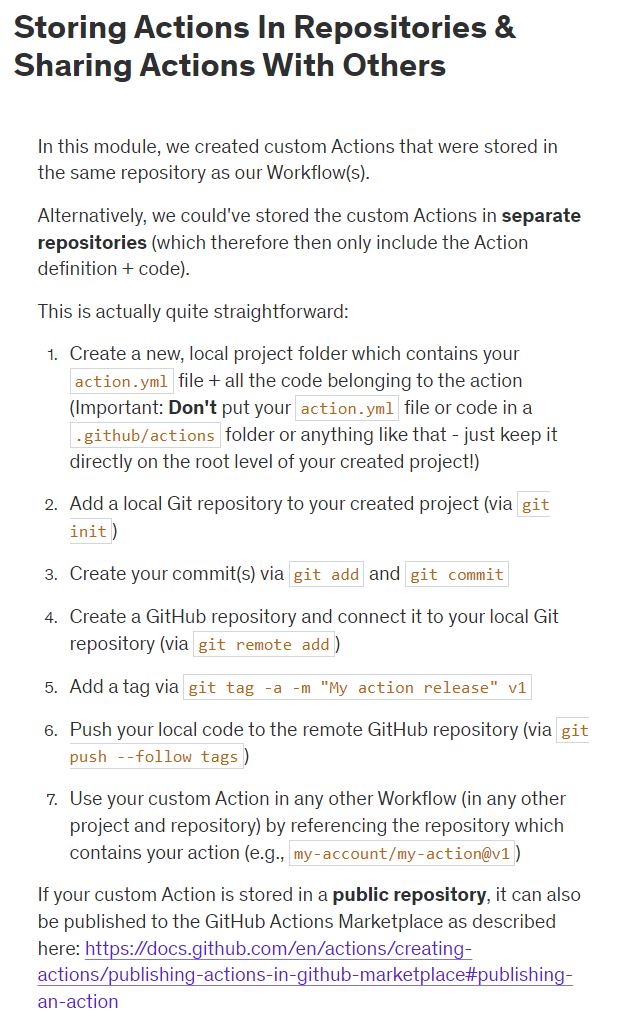 Storing Actions In Repositories &
Sharing Actions With Others
In this module, we created custom Actions that were stored in
the same repository as our Workflow(s).
Alternatively, we could've stored the custom Actions in separate
repositories (which therefore then only include the Action
definition + code).
This is actually quite straightforward:
1. Create a new, local project folder which contains your
action.yml file + all the code belonging to the action
(Important: Don't put your action.yml file or code in a
.github/actions folder or anything like that - just keep it
directly on the root level of your created project!)
2. Add a local Git repository to your created project (via git
init )
3. Create your commit(s) via git add and git commit
4. Create a GitHub repository and connect it to your local Git
repository (via git remote add )
5. Add a tag via git tag -a -m "My action release" v1
6. Push your local code to the remote GitHub repository (via git
push --follow tags )
7. Use your custom Action in any other Workflow (in any other
project and repository) by referencing the repository which
contains your action (e.g., my-account/my-action@v1 )
If your custom Action is stored in a public repository, it can also
be published to the GitHub Actions Marketplace as described
here: https://docs.github.com/en/actions/creating-
actions/publishing-actions-in-github-marketplace#publishing-
an-action